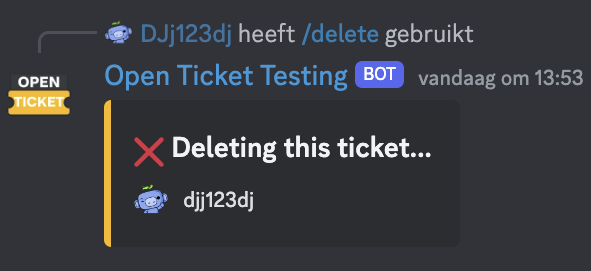 DJj123dj heeft /delete gebruikt
OPEN
TICKET
Open Ticket Testing BOT vandaag om 13:53
Deleting this ticket...
djj123dj